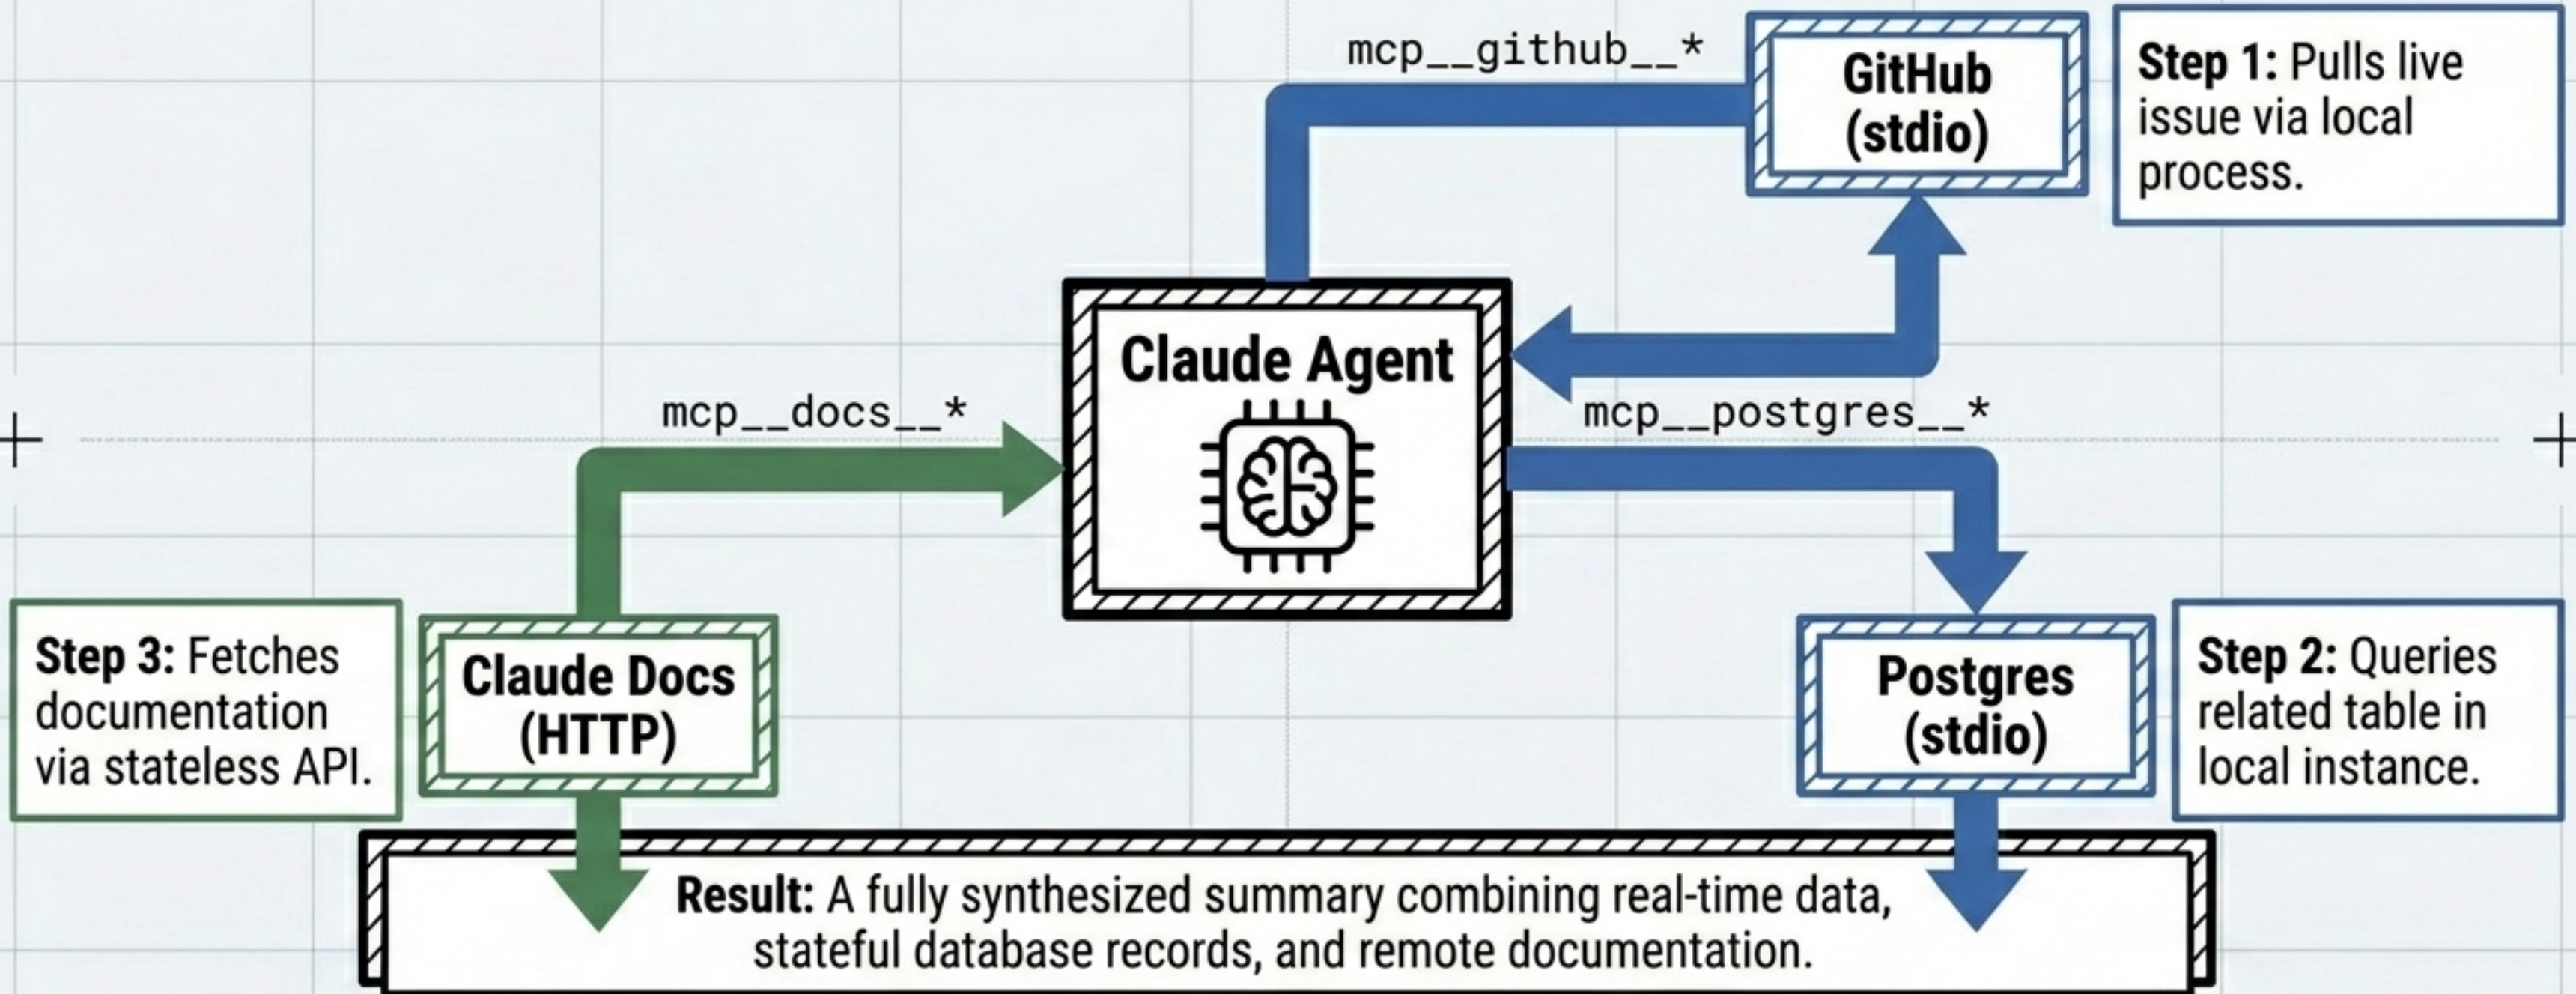 mcp__github__*
GitHub
(stdio)
Step 1: Pulls live
issue via local
process.
Claude Agent
mcp__docs__*
mcp__postgres__*
Step 3: Fetches
documentation
via stateless API.
Claude Docs
(HTTP)
Postgres
(stdio)
Step 2: Queries
related table in
local instance.
Result: A fully synthesized summary combining real-time data,
stateful database records, and remote documentation.